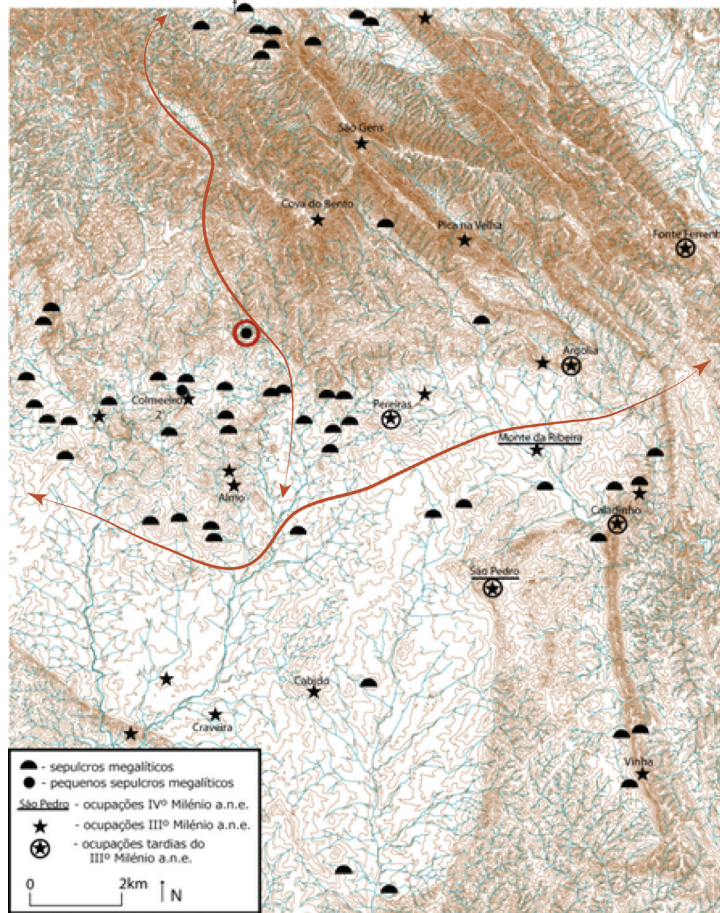 São Gens
Cova do Bento
Pica na Velha
Fonte Ferrenh
Argolia
Colmeeiro
2
Pereiras
Monte da Ribeira
Almo
Caladinho
São Pedro
Cabido
Craveira
Vinha
- sepulcros megalíticos
- pequenos sepulcros megalíticos
São Pedro - ocupações IVº Milénio a.n.e.
- ocupações IIIº Milénio a.n.e.
- ocupações tardias do
IIIº Milénio a.n.e.
0 2km N